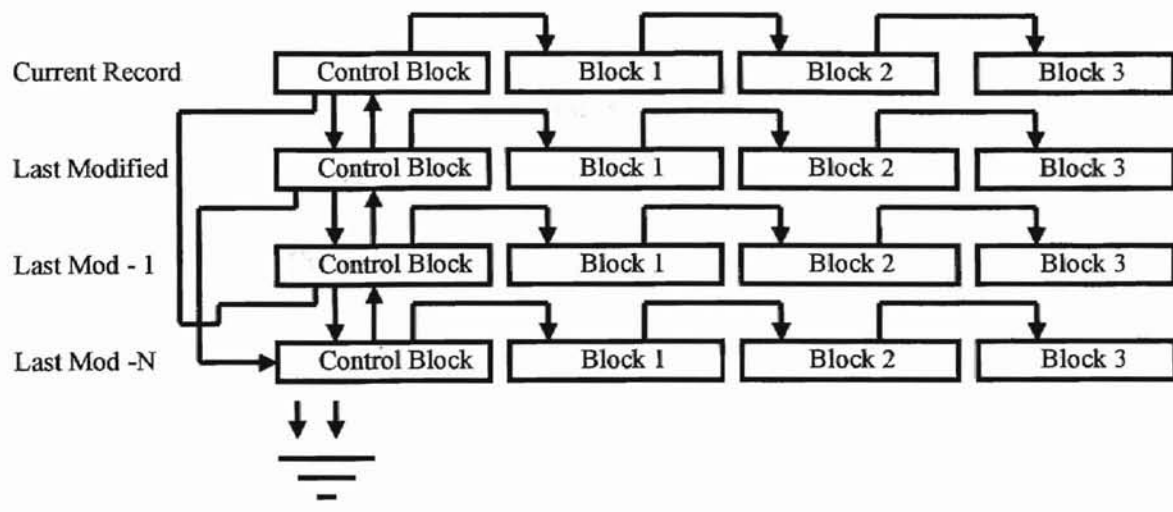 Current Record Control Block Block 1 Block 2 Block 3
Last Modified Control Block Block 1 Block 2 Block 3
Last Mod - 1 Control Block Block 1 Block 2 Block 3
Last Mod -N Control Block Block 1 Block 2 Block 3